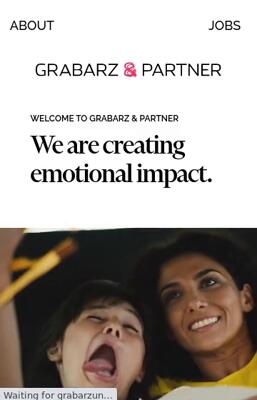 ABOUT JOBS
GRABARZ & PARTNER
WELCOME TO GRABARZ & PARTNER
We are creating
emotional impact.
Waiting for grabarzun...